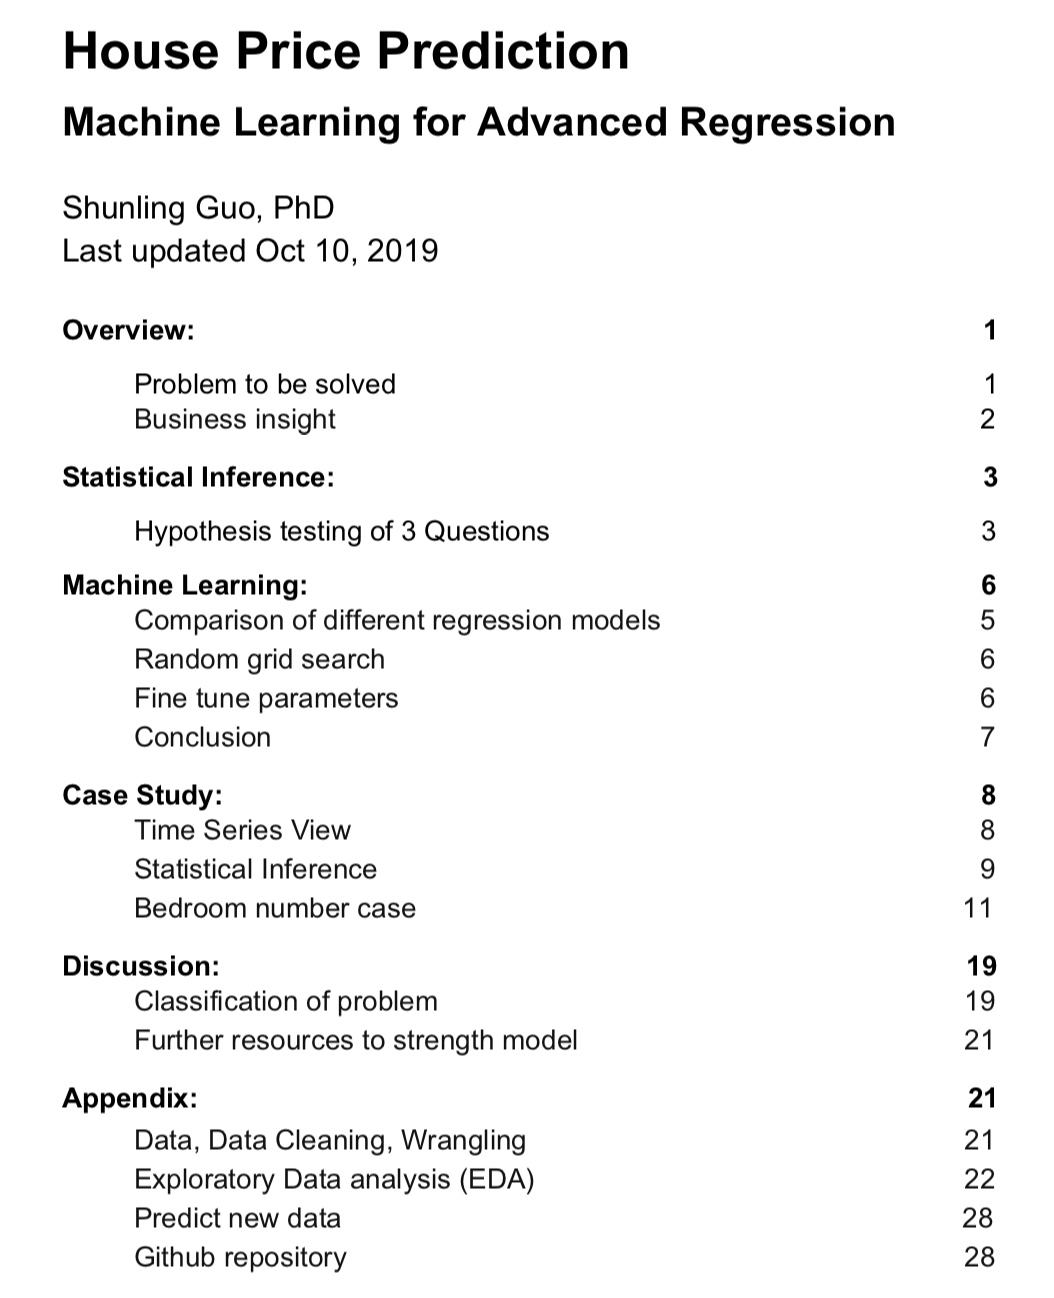 House Price Prediction
Machine Learning for Advanced Regression
Shunling Guo, PhD
Last updated Oct 10, 2019
Overview: 1
Problem to be solved 1
Business insight 2
Statistical Inference: 3
Hypothesis testing of 3 Questions 3
Machine Learning: 6
Comparison of different regression models 5
Random grid search 6
Fine tune parameters 6
Conclusion 7
Case Study: 8
Time Series View 8
Statistical Inference 9
Bedroom number case 11
Discussion: 19
Classification of problem 19
Further resources to strength model 21
Appendix: 21
Data, Data Cleaning, Wrangling 21
Exploratory Data analysis (EDA) 22
Predict new data 28
Github repository 28